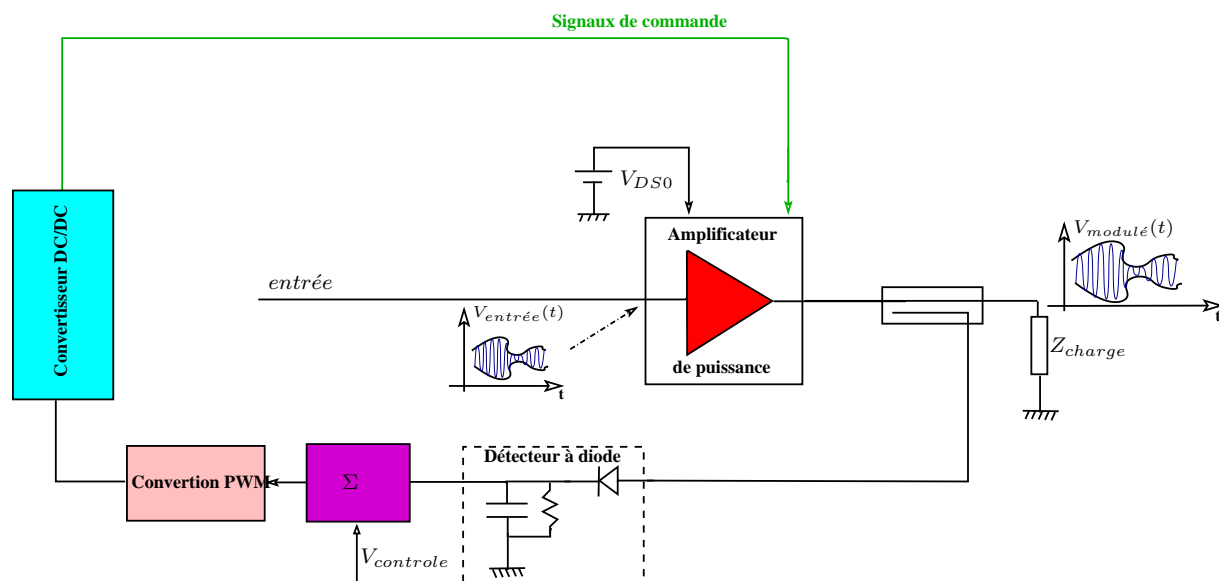 Signaux de commande
V_{DS0}
Convertisseur DC/DC
Amplificateur
de puissance
entrée
V_{entrée}(t)
t
V_{modulé}(t)
t
Z_{charge}
Détecteur à diode
Convertion PWM
Σ
V_{controle}